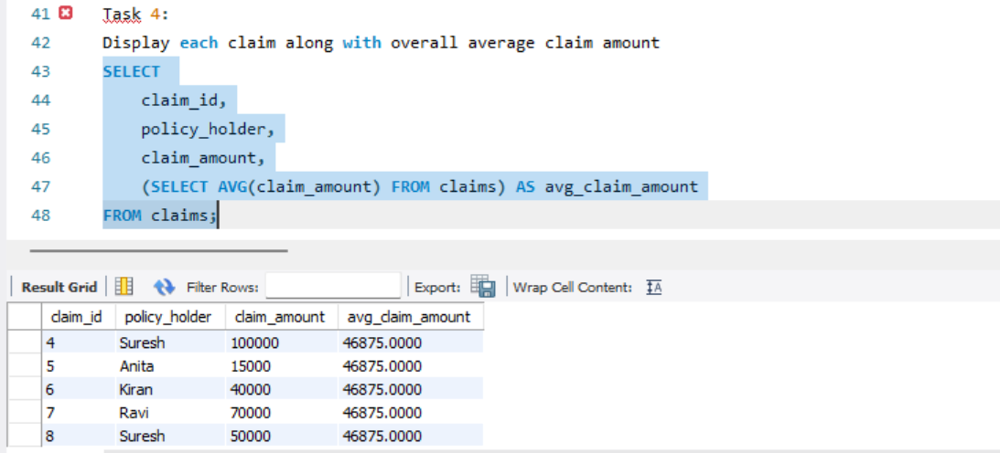 41 Task 4:
42 Display each claim along with overall average claim amount
43 SELECT
44 claim_id,
45 policy_holder,
46 claim_amount,
47 (SELECT AVG(claim_amount) FROM claims) AS avg_claim_amount
48 FROM claims;
Result Grid Filter Rows: Export: Wrap Cell Content: IA
claim_id policy_holder claim_amount avg_claim_amount
4 Suresh 100000 46875.0000
5 Anita 15000 46875.0000
6 Kiran 40000 46875.0000
7 Ravi 70000 46875.0000
8 Suresh 50000 46875.0000